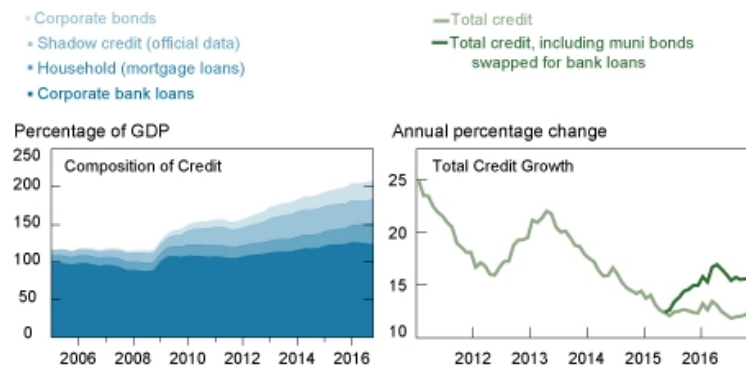 Corporate bonds
Shadow credit (official data)
Household (mortgage loans)
Corporate bank loans
Total credit
Total credit, including muni bonds
swapped for bank loans
Percentage of GDP
Composition of Credit
250
200
150
100
50
0
2006 2008 2010 2012 2014 2016
Annual percentage change
Total Credit Growth
25
20
15
10
2012 2013 2014 2015 2016